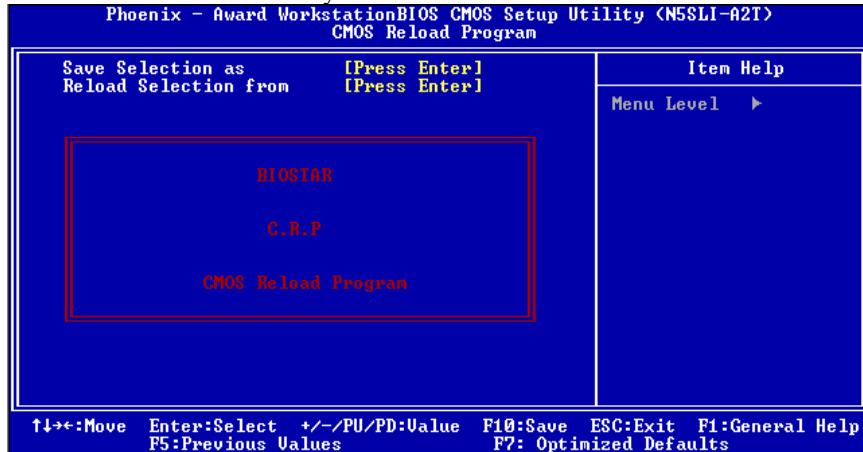 Phoenix - Award WorkstationBIOS CMOS Setup Utility (N5SLI-A2T)
CMOS Reload Program
Save Selection as [Press Enter]
Reload Selection from [Press Enter]
BIOSTAR
C.R.P
CMOS Reload Program
Item Help
Menu Level ▶
↑↓→←:Move Enter:Select +/-/PU/PD:Value F10:Save ESC:Exit F1:General Help
F5:Previous Values F7: Optimized Defaults